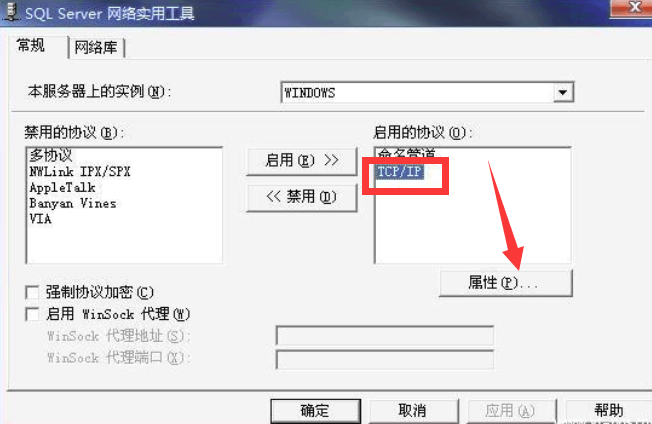 SQL Server 网络实用工具
常规
网络库
本服务器上的实例(N):
WINDOWS
禁用的协议(B):
启用的协议(O):
多协议
NWLink IPX/SPX
AppleTalk
Banyan Vines
VIA
启用(E) >>
<< 禁用(D)
命名管道
TCP/IP
属性(P)...
强制协议加密(C)
启用 WinSock 代理(W)
WinSock 代理地址(S):
WinSock 代理端口(X):
确定
取消
应用(A)
帮助